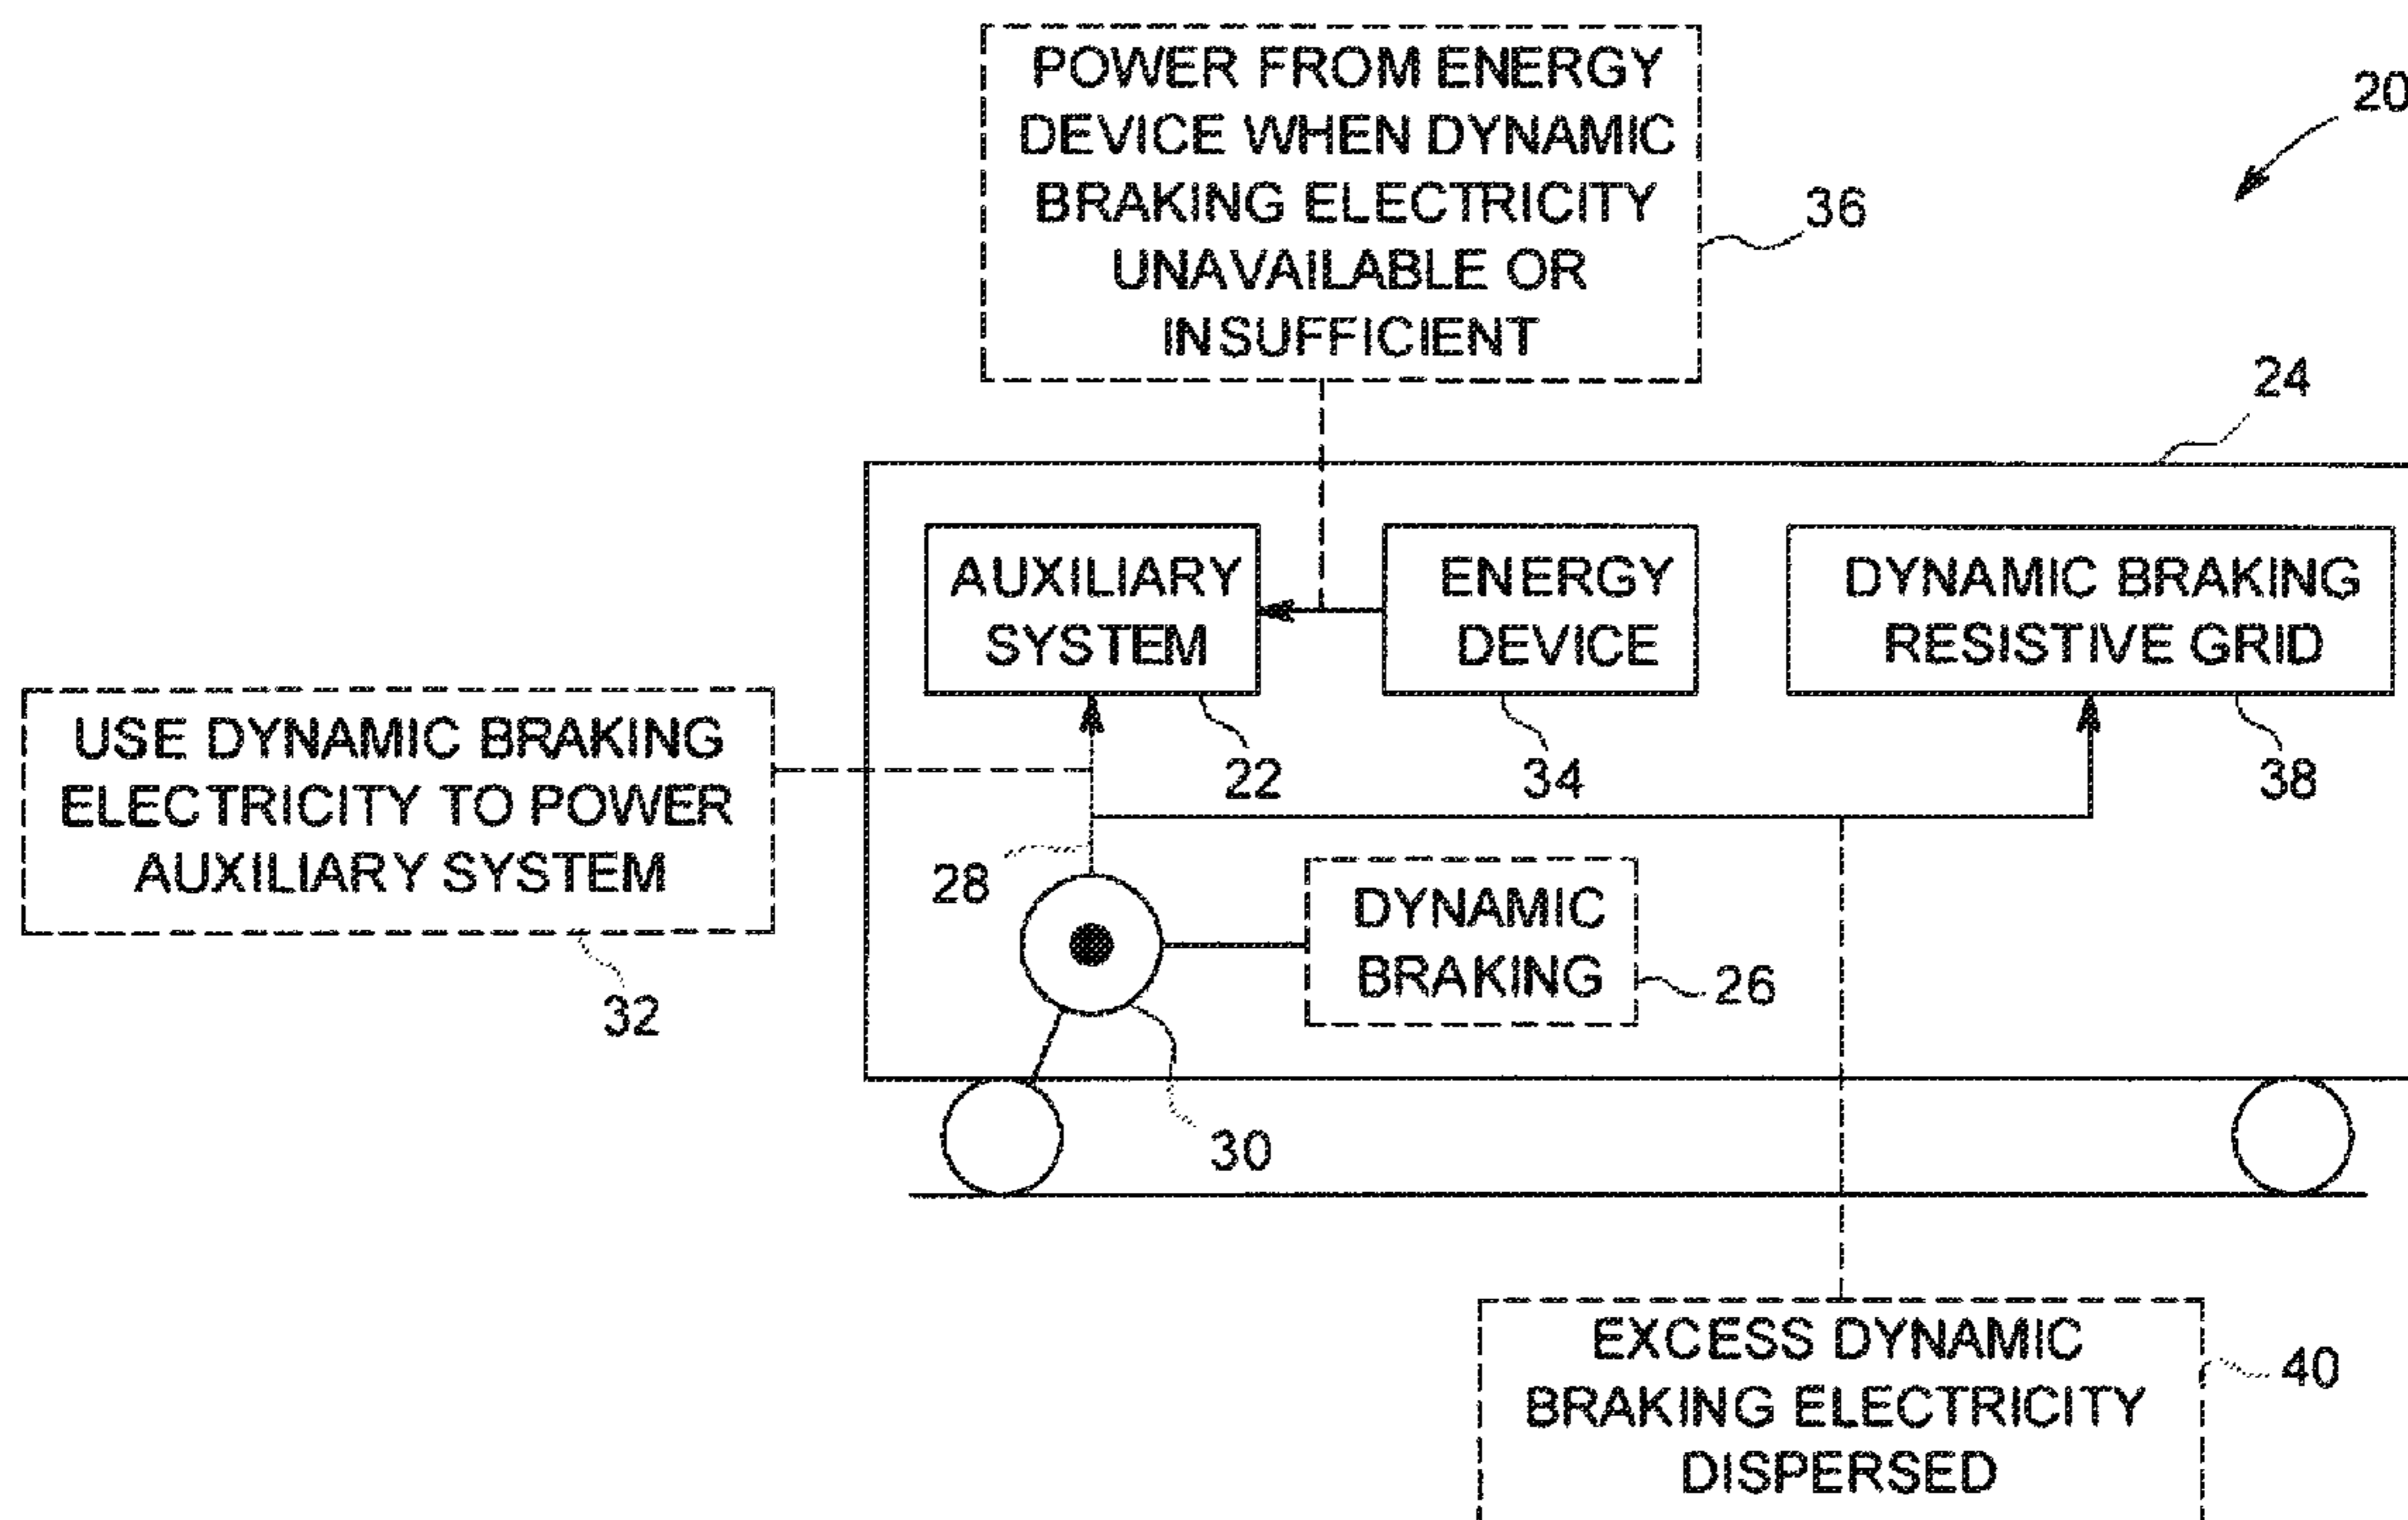 POWER FROM ENERGY
DEVICE WHEN DYNAMIC
BRAKING ELECTRICITY
UNAVAILABLE OR
INSUFFICIENT
20
36
24
AUXILIARY
SYSTEM
ENERGY
DEVICE
DYNAMIC BRAKING
RESISTIVE GRID
22
34
38
USE DYNAMIC BRAKING
ELECTRICITY TO POWER
AUXILIARY SYSTEM
28
DYNAMIC
BRAKING
26
32
30
EXCESS DYNAMIC
BRAKING ELECTRICITY
DISPERSED
40